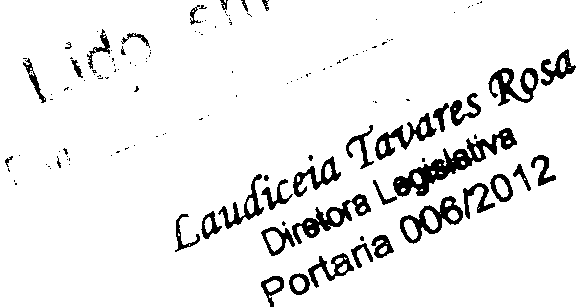 Lido em
Laudiceia Tavares Rosa
Diretora Legislativa
Portaria 006/2012